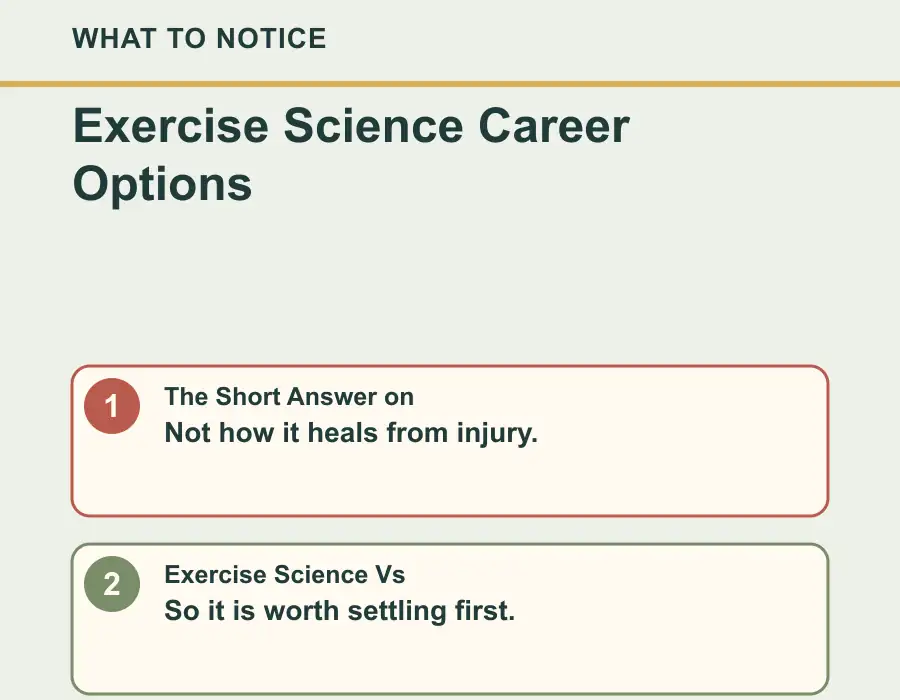 WHAT TO NOTICE
Exercise Science Career
Options
1
The Short Answer on
Not how it heals from injury.
2
Exercise Science Vs
So it is worth settling first.